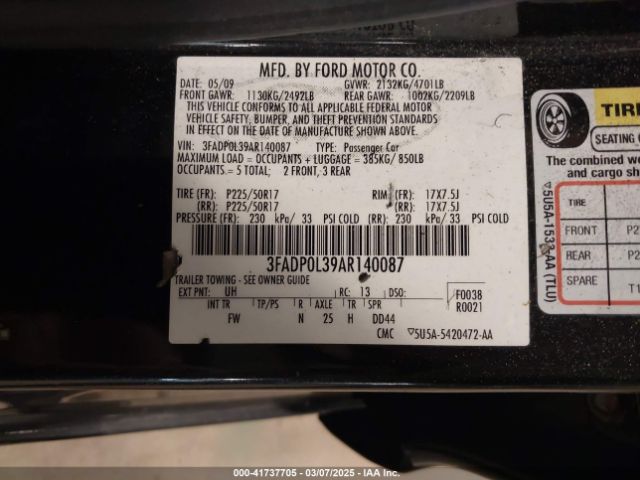 MFD. BY FORD MOTOR CO.
DATE: 05/09 GVWR: 2132KG/4701LB
FRONT GAWR: 1130KG/2492LB REAR GAWR: 1002KG/2209LB
THIS VEHICLE CONFORMS TO ALL APPLICABLE FEDERAL MOTOR
VEHICLE SAFETY, BUMPER, AND THEFT PREVENTION STANDARDS
IN EFFECT ON THE DATE OF MANUFACTURE SHOWN ABOVE.
VIN: 3FADP0L39AR140087 TYPE: Passenger Car
MAXIMUM LOAD = OCCUPANTS + LUGGAGE = 385KG/850LB
OCCUPANTS = 5 TOTAL; 2 FRONT, 3 REAR
TIRE (FR): P225/50R17 RIM (FR): 17X7.5J
(RR): P225/50R17 (RR): 17X7.5J
PRESSURE (FR): 230 kPa/ 33 PSI COLD (RR): 230 kPa/ 33 PSI COLD
3FADP0L39AR140087
TRAILER TOWING - SEE OWNER GUIDE
EXT PNT: UH RC: 13 DSO: F0038
INT TR TP/PS R AXLE TR SPR R0021
FW N 25 H DD44
CMC ▽5U5A-5420472-AA
TIRE
SEATING
The combined
and cargo
TIRE
FRONT P2
REAR P2
SPARE T1
▽5U5A-1533-AA (TLU)
000-41737705 - 03/07/2025 - IAA Inc.